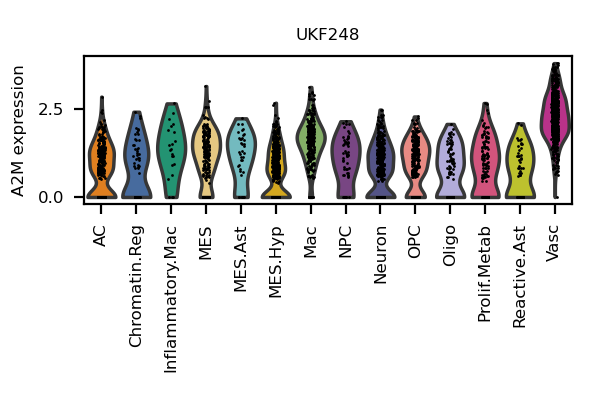 UKF248
A2M expression
2.5
0.0
AC
Chromatin.Reg
Inflammatory.Mac
MES
MES.Ast
MES.Hyp
Mac
NPC
Neuron
OPC
Oligo
Prolif.Metab
Reactive.Ast
Vasc